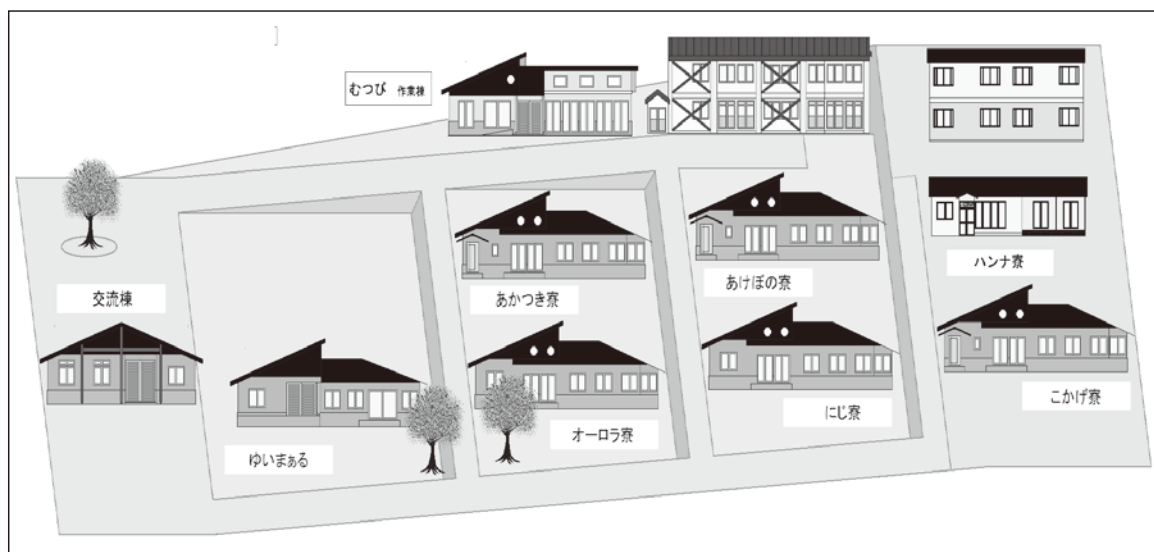 むつび 作業棟
ハンナ寮
あけぼの寮
あかつき寮
交流棟
こかげ寮
にじ寮
オーロラ寮
ゆいまぁる